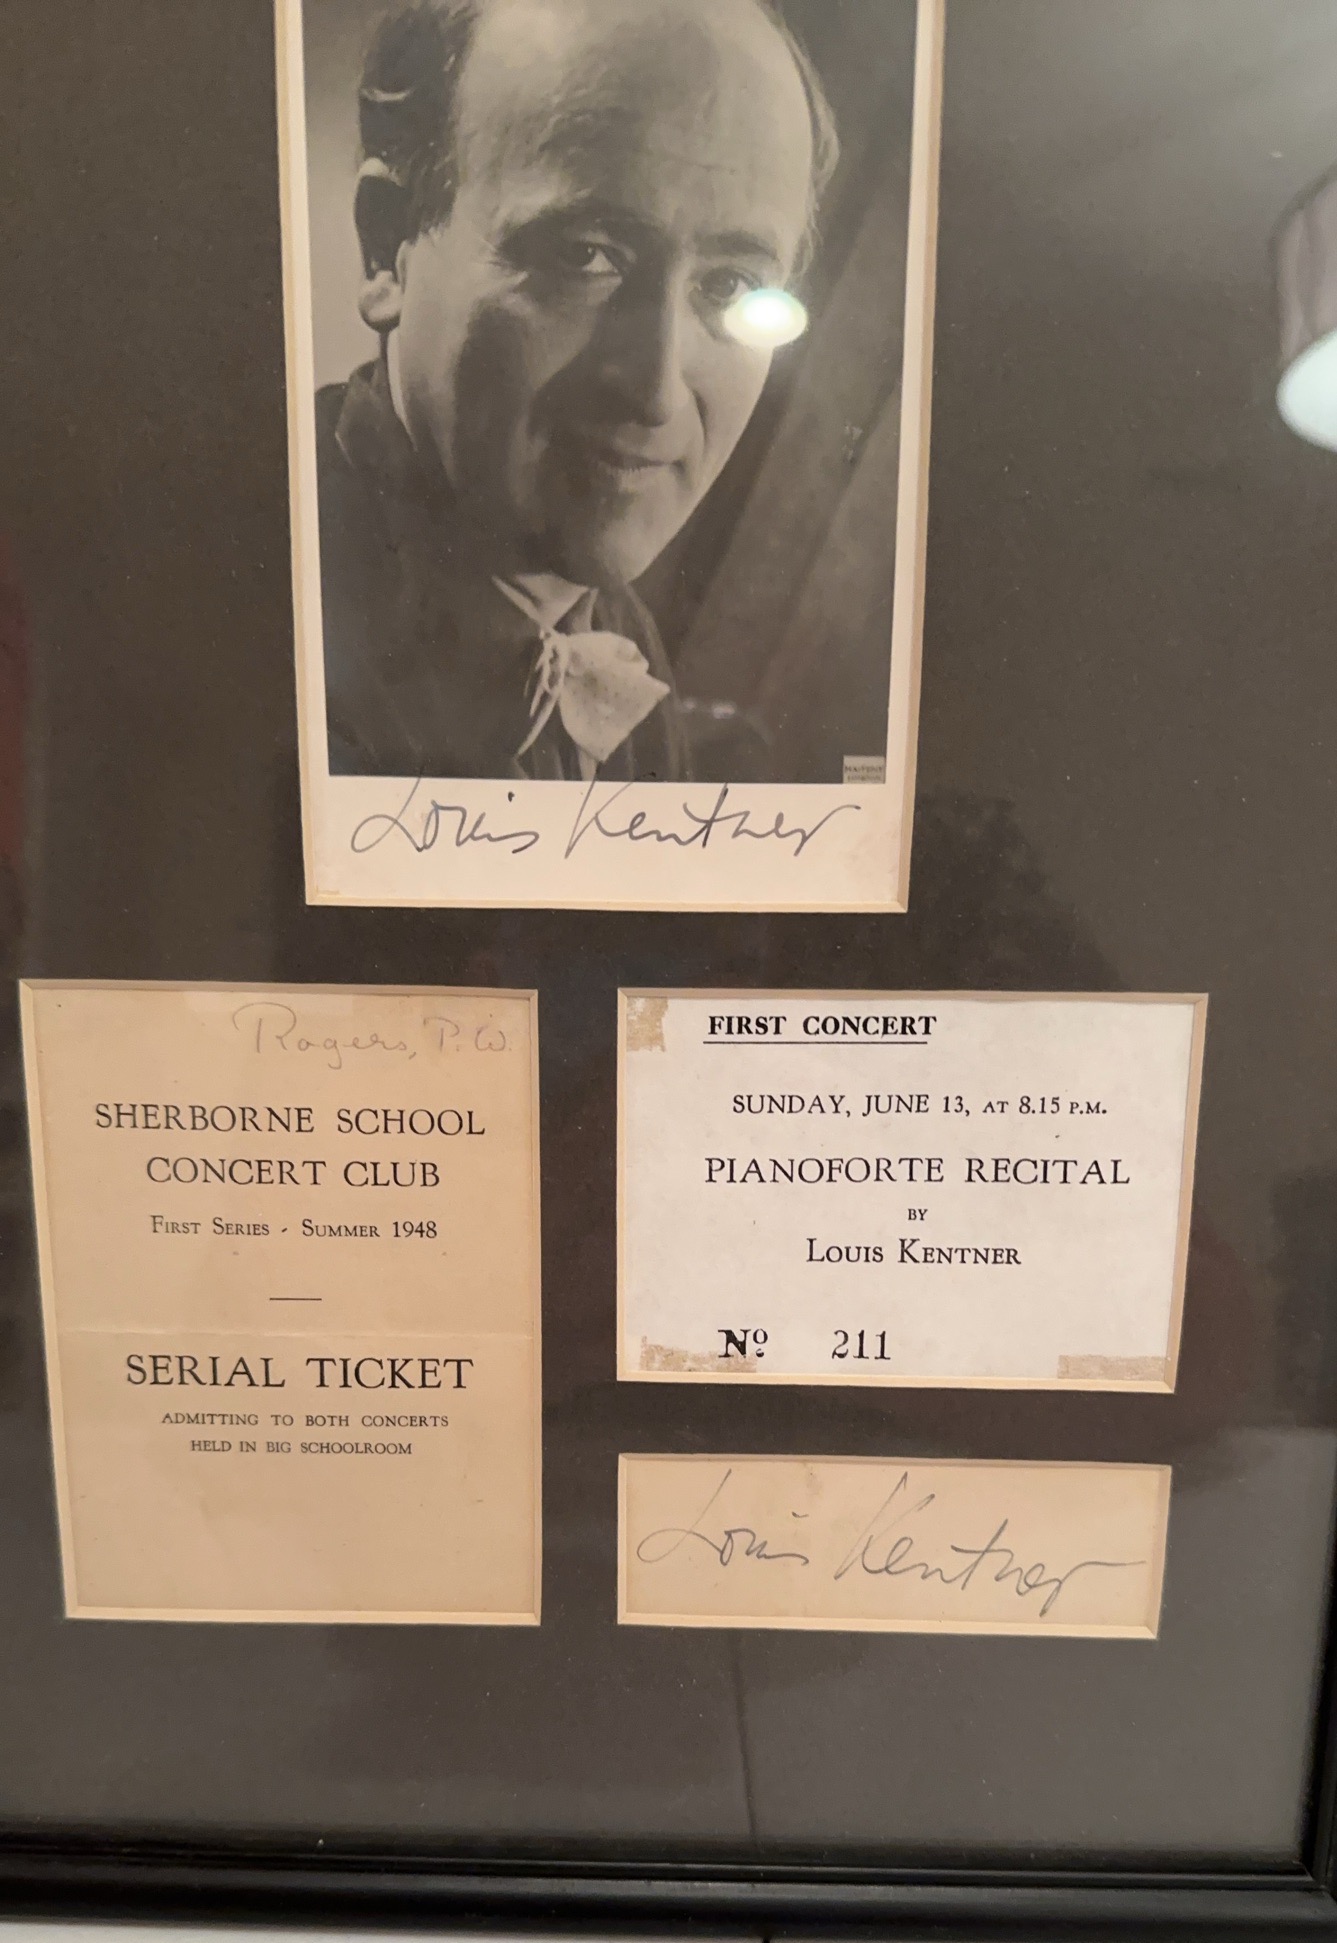 Louis Kentner
Rogers, P. W.
SHERBORNE SCHOOL
CONCERT CLUB
FIRST SERIES - SUMMER 1948
SERIAL TICKET
ADMITTING TO BOTH CONCERTS
HELD IN BIG SCHOOLROOM
FIRST CONCERT
SUNDAY, JUNE 13, AT 8.15 P.M.
PIANOFORTE RECITAL
BY
LOUIS KENTNER
Nº 211
Louis Kentner